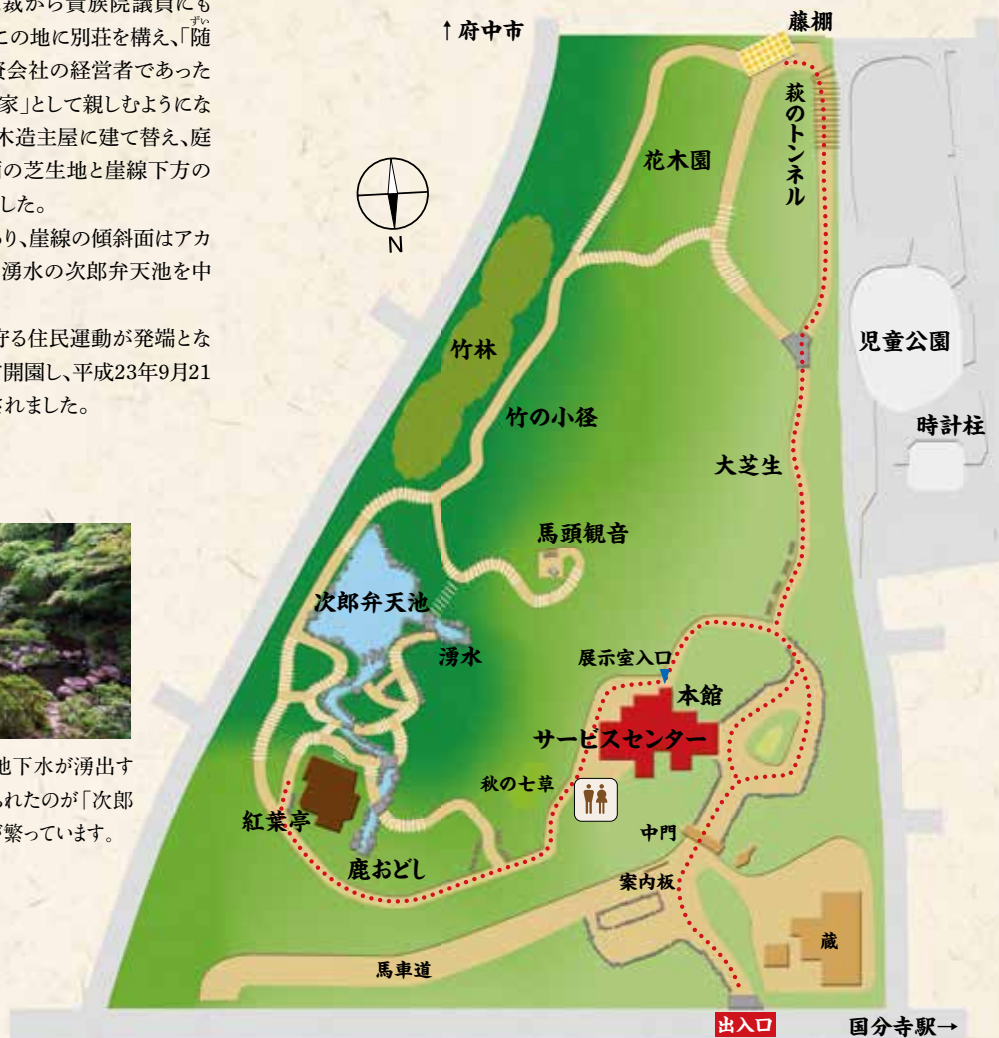 裁から貴族院議員にも
この地に別荘を構え、「随
ずい
資会社の経営者であった
家」として親しむようにな
木造主屋に建て替え、庭
の芝生地と崖線下方の
した。
り、崖線の傾斜面はアカ
湧水の次郎弁天池を中
守る住民運動が発端とな
開園し、平成23年9月21
されました。
地下水が湧出す
られたのが「次郎
が繁っています。
↑府中市
藤棚
萩のトンネル
花木園
N
竹林
竹の小径
児童公園
時計柱
大芝生
馬頭観音
次郎弁天池
湧水
展示室入口
本館
サービスセンター
秋の七草
紅葉亭
鹿おどし
中門
案内板
蔵
馬車道
出入口
国分寺駅→